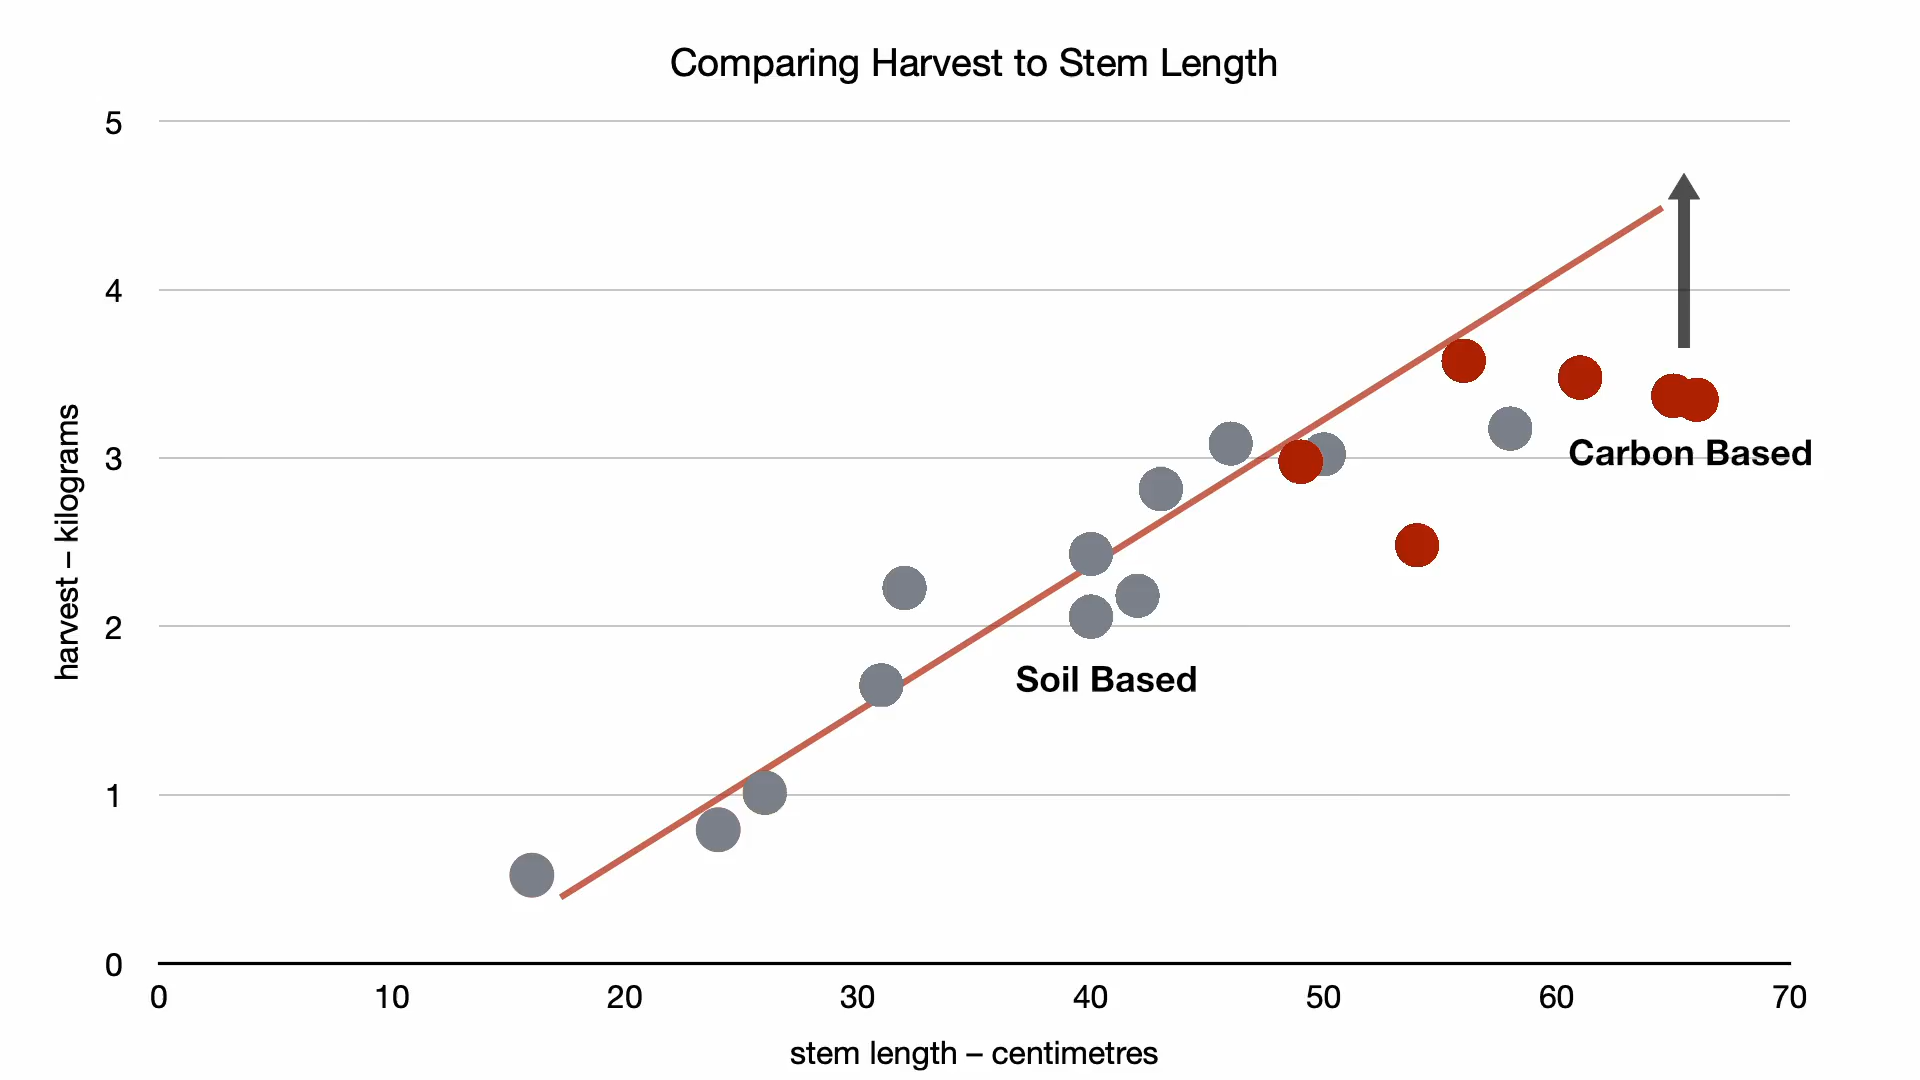 Comparing Harvest to Stem Length
5
4
3
2
1
0
harvest – kilograms
Carbon Based
Soil Based
0 10 20 30 40 50 60 70
stem length – centimetres